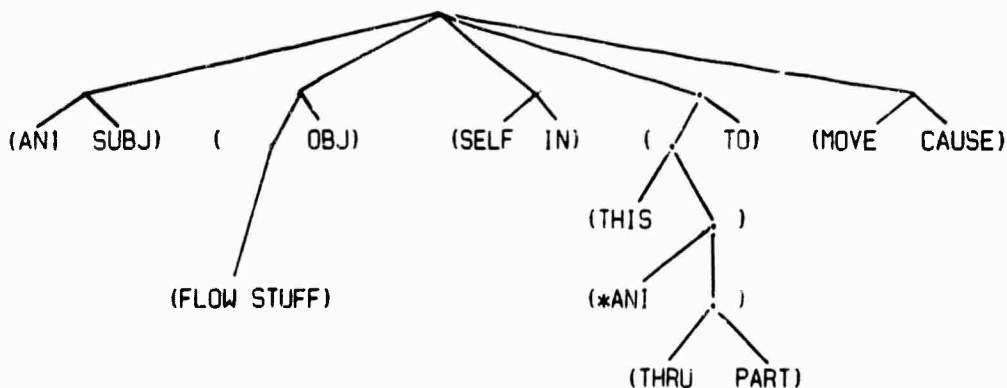 (ANI SUBJ) ( OBJ) (SELF IN) ( TO) (MOVE CAUSE)
(THIS )
(FLOW STUFF) (*ANI )
(THRU PART)